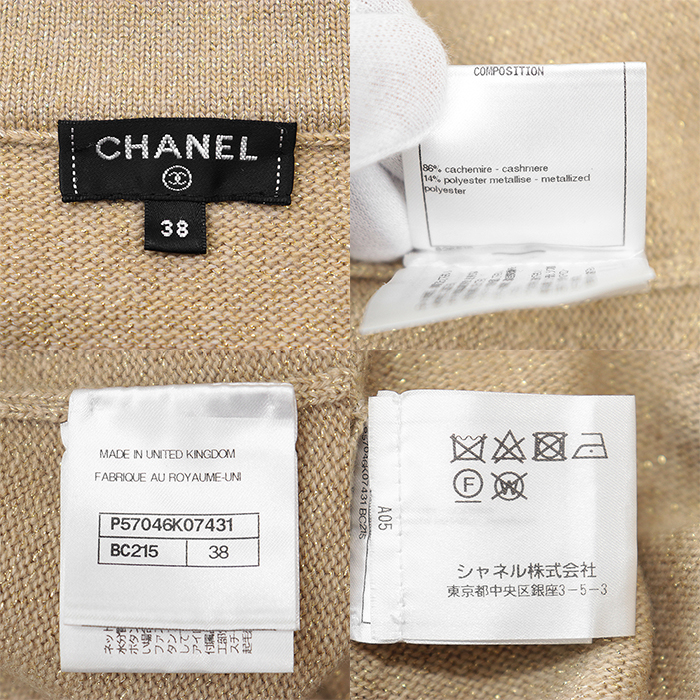 CHANEL
38
COMPOSITION
86% cachemire - cashmere
14% polyester metallise - metallized
polyester
MADE IN UNITED KINGDOM
FABRIQUE AU ROYAUME-UNI
P57046K07431
BC215 38
F
W
A05
シャネル株式会社
東京都中央区銀座3-5-3